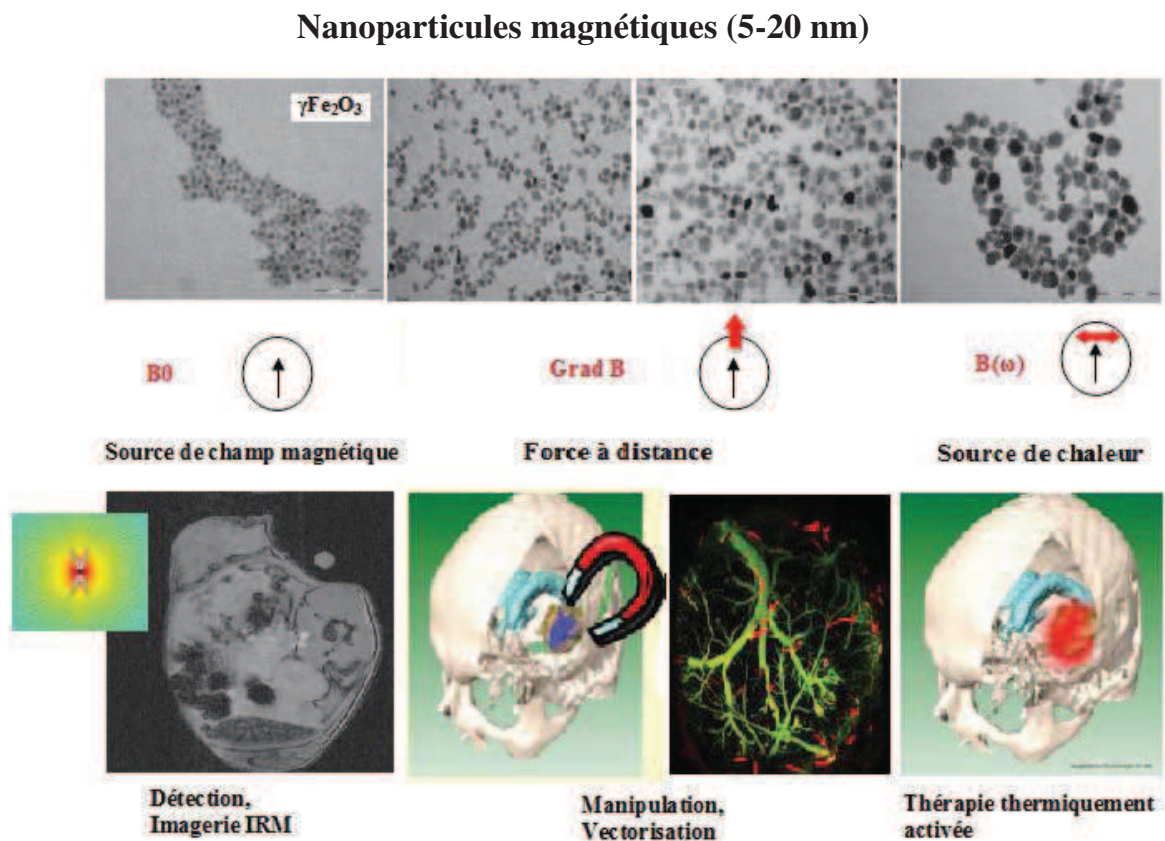 Nanoparticules magnétiques (5-20 nm)
γFe₂O₃
B0
Grad B
B(ω)
Source de champ magnétique
Force à distance
Source de chaleur
Détection,
Imagerie IRM
Manipulation,
Vectorisation
Thérapie thermiquement
activée